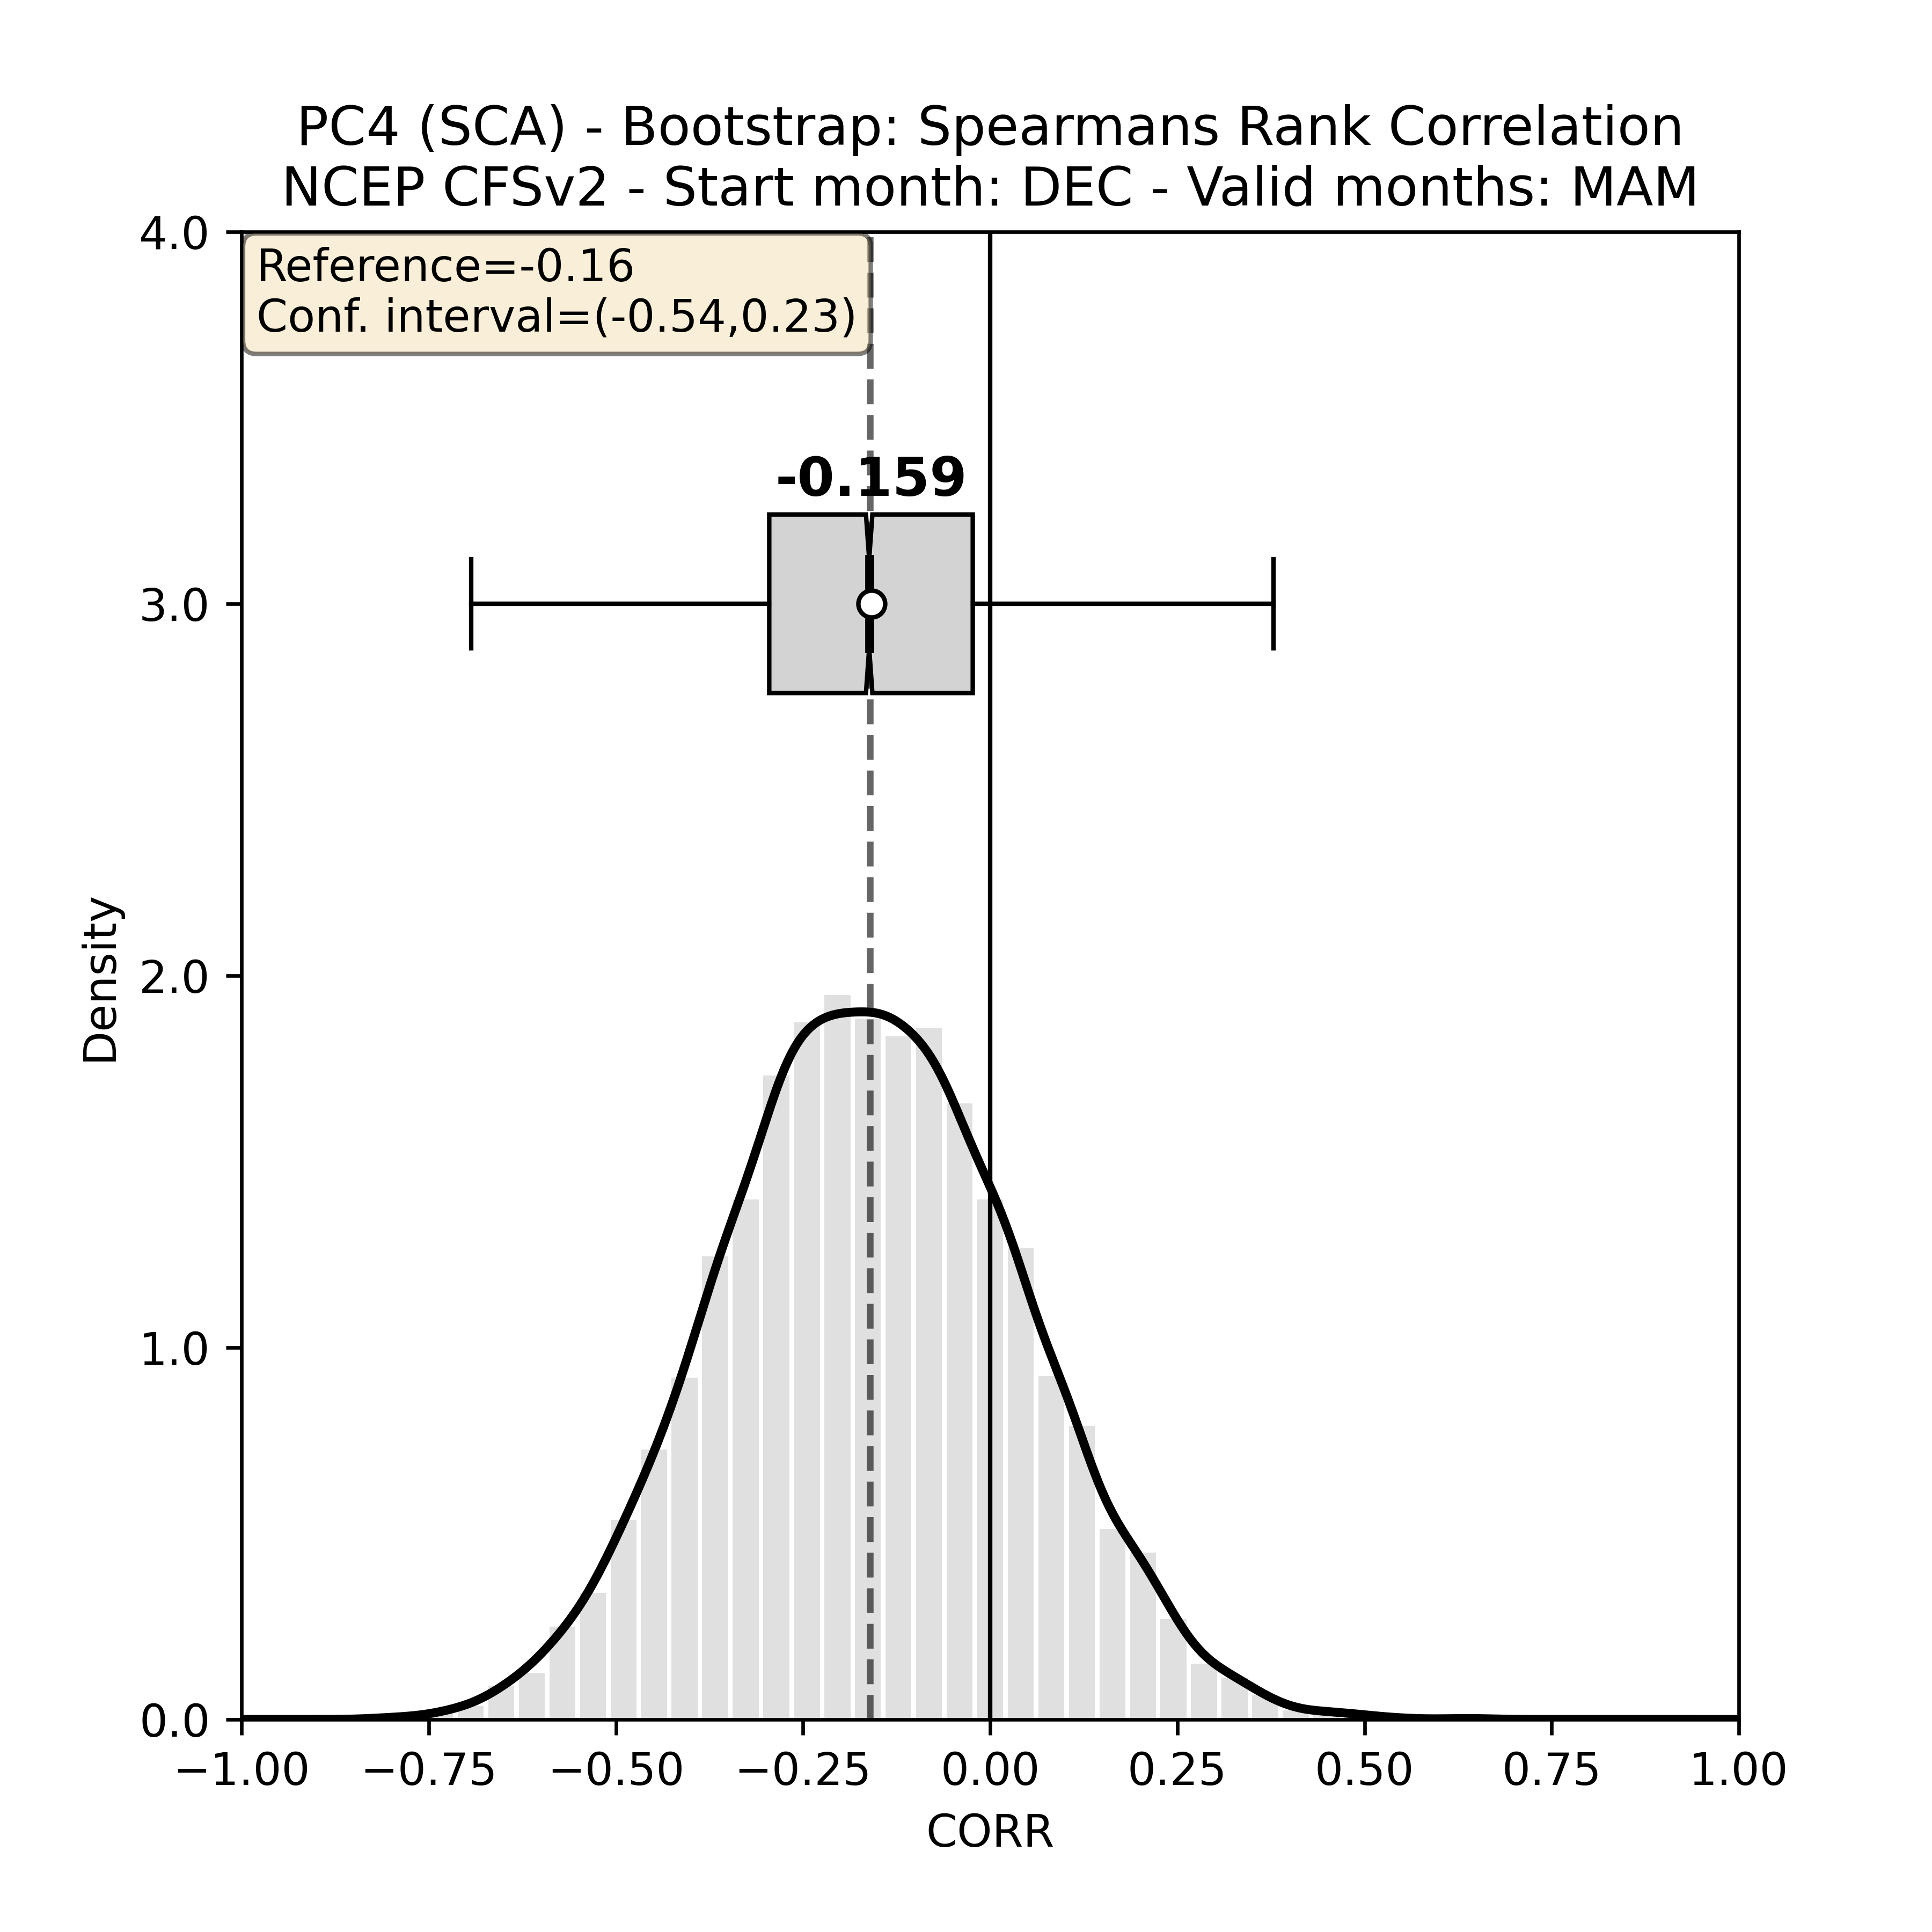 PC4 (SCA) - Bootstrap: Spearmans Rank Correlation
NCEP CFSv2 - Start month: DEC - Valid months: MAM
Reference=-0.16
Conf. interval=(-0.54,0.23)
-0.159
4.0
3.0
2.0
1.0
0.0
Density
−1.00 −0.75 −0.50 −0.25 0.00 0.25 0.50 0.75 1.00
CORR